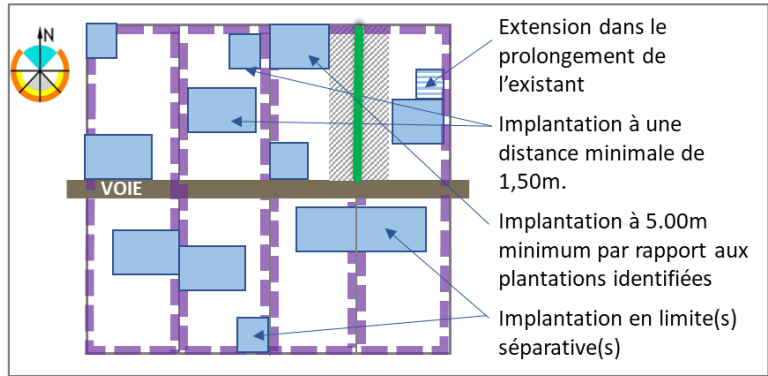 N
Extension dans le
prolongement de
l'existant
Implantation à une
distance minimale de
1,50m.
VOIE
Implantation à 5.00m
minimum par rapport aux
plantations identifiées
Implantation en limite(s)
séparative(s)